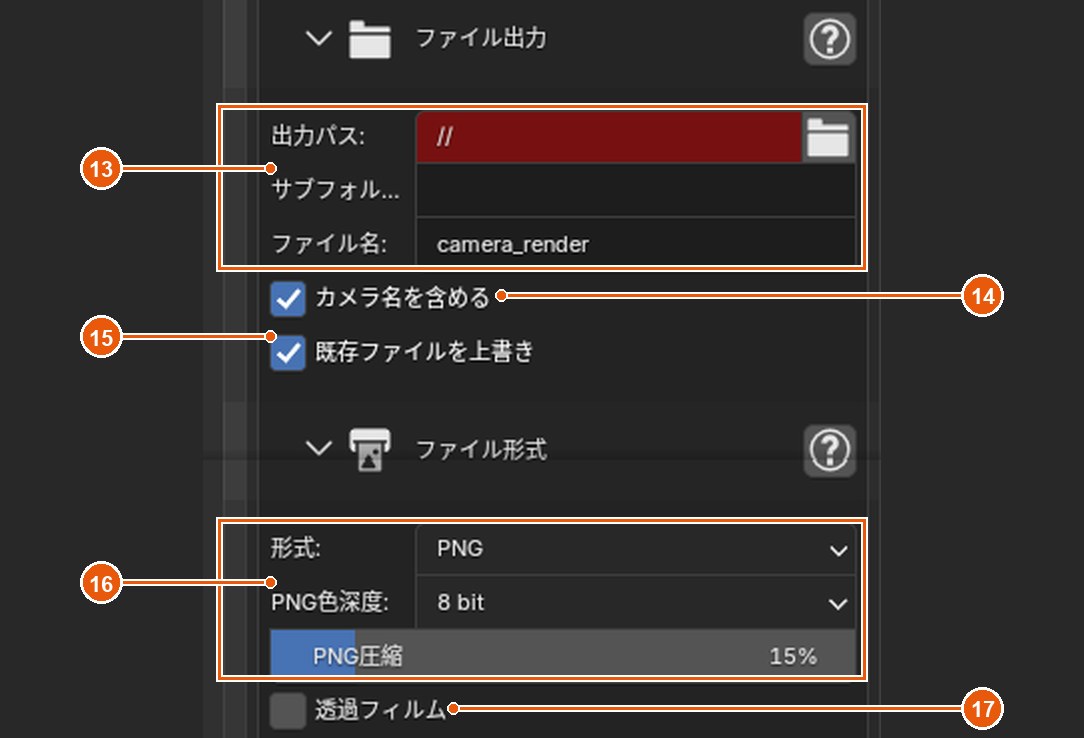 ファイル出力
出力パス: //
13
サブフォル...
ファイル名: camera_render
カメラ名を含める
14
15
既存ファイルを上書き
ファイル形式
形式: PNG
16
PNG色深度: 8 bit
PNG圧縮 15%
透過フィルム
17